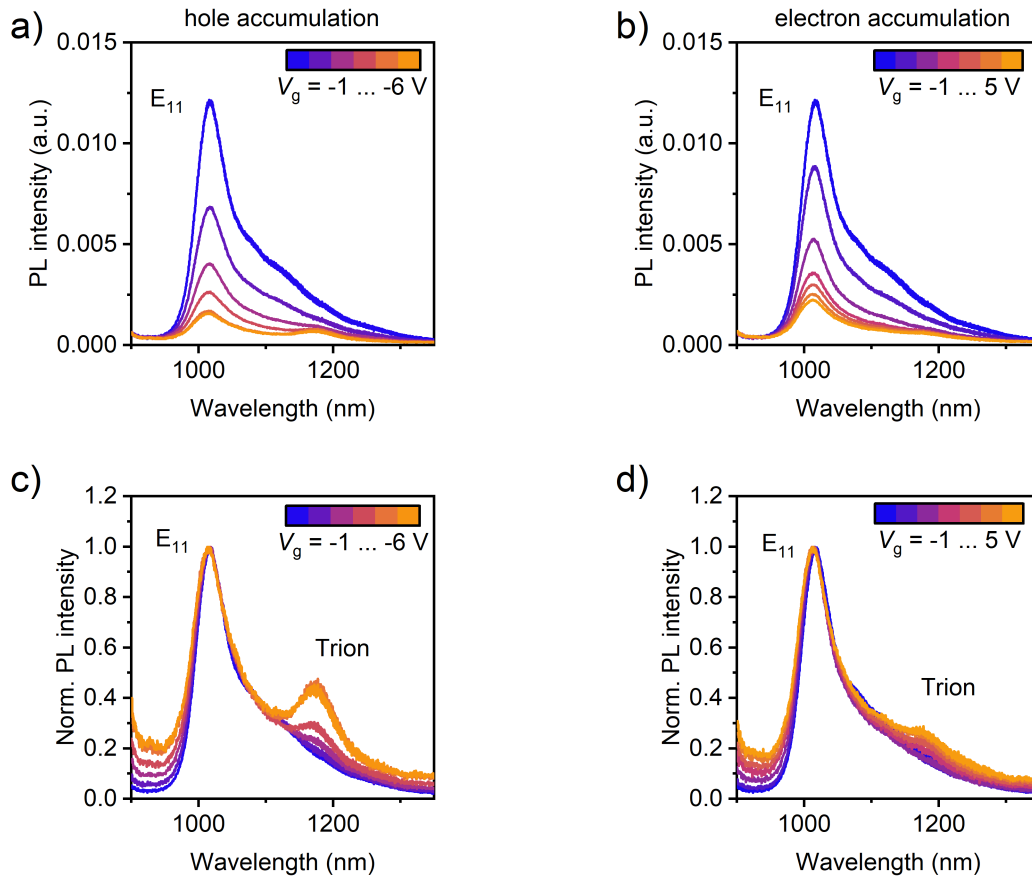 hole accumulation
a)
0.015
0.010
0.005
0.000
PL intensity (a.u.)
E11
Vg = -1 ... -6 V
1000
1200
Wavelength (nm)
electron accumulation
b)
0.015
0.010
0.005
0.000
PL intensity (a.u.)
E11
Vg = -1 ... 5 V
1000
1200
Wavelength (nm)
c)
1.2
1.0
0.8
0.6
0.4
0.2
0.0
Norm. PL intensity
E11
Vg = -1 ... -6 V
Trion
1000
1200
Wavelength (nm)
d)
1.2
1.0
0.8
0.6
0.4
0.2
0.0
Norm. PL intensity
E11
Vg = -1 ... 5 V
Trion
1000
1200
Wavelength (nm)